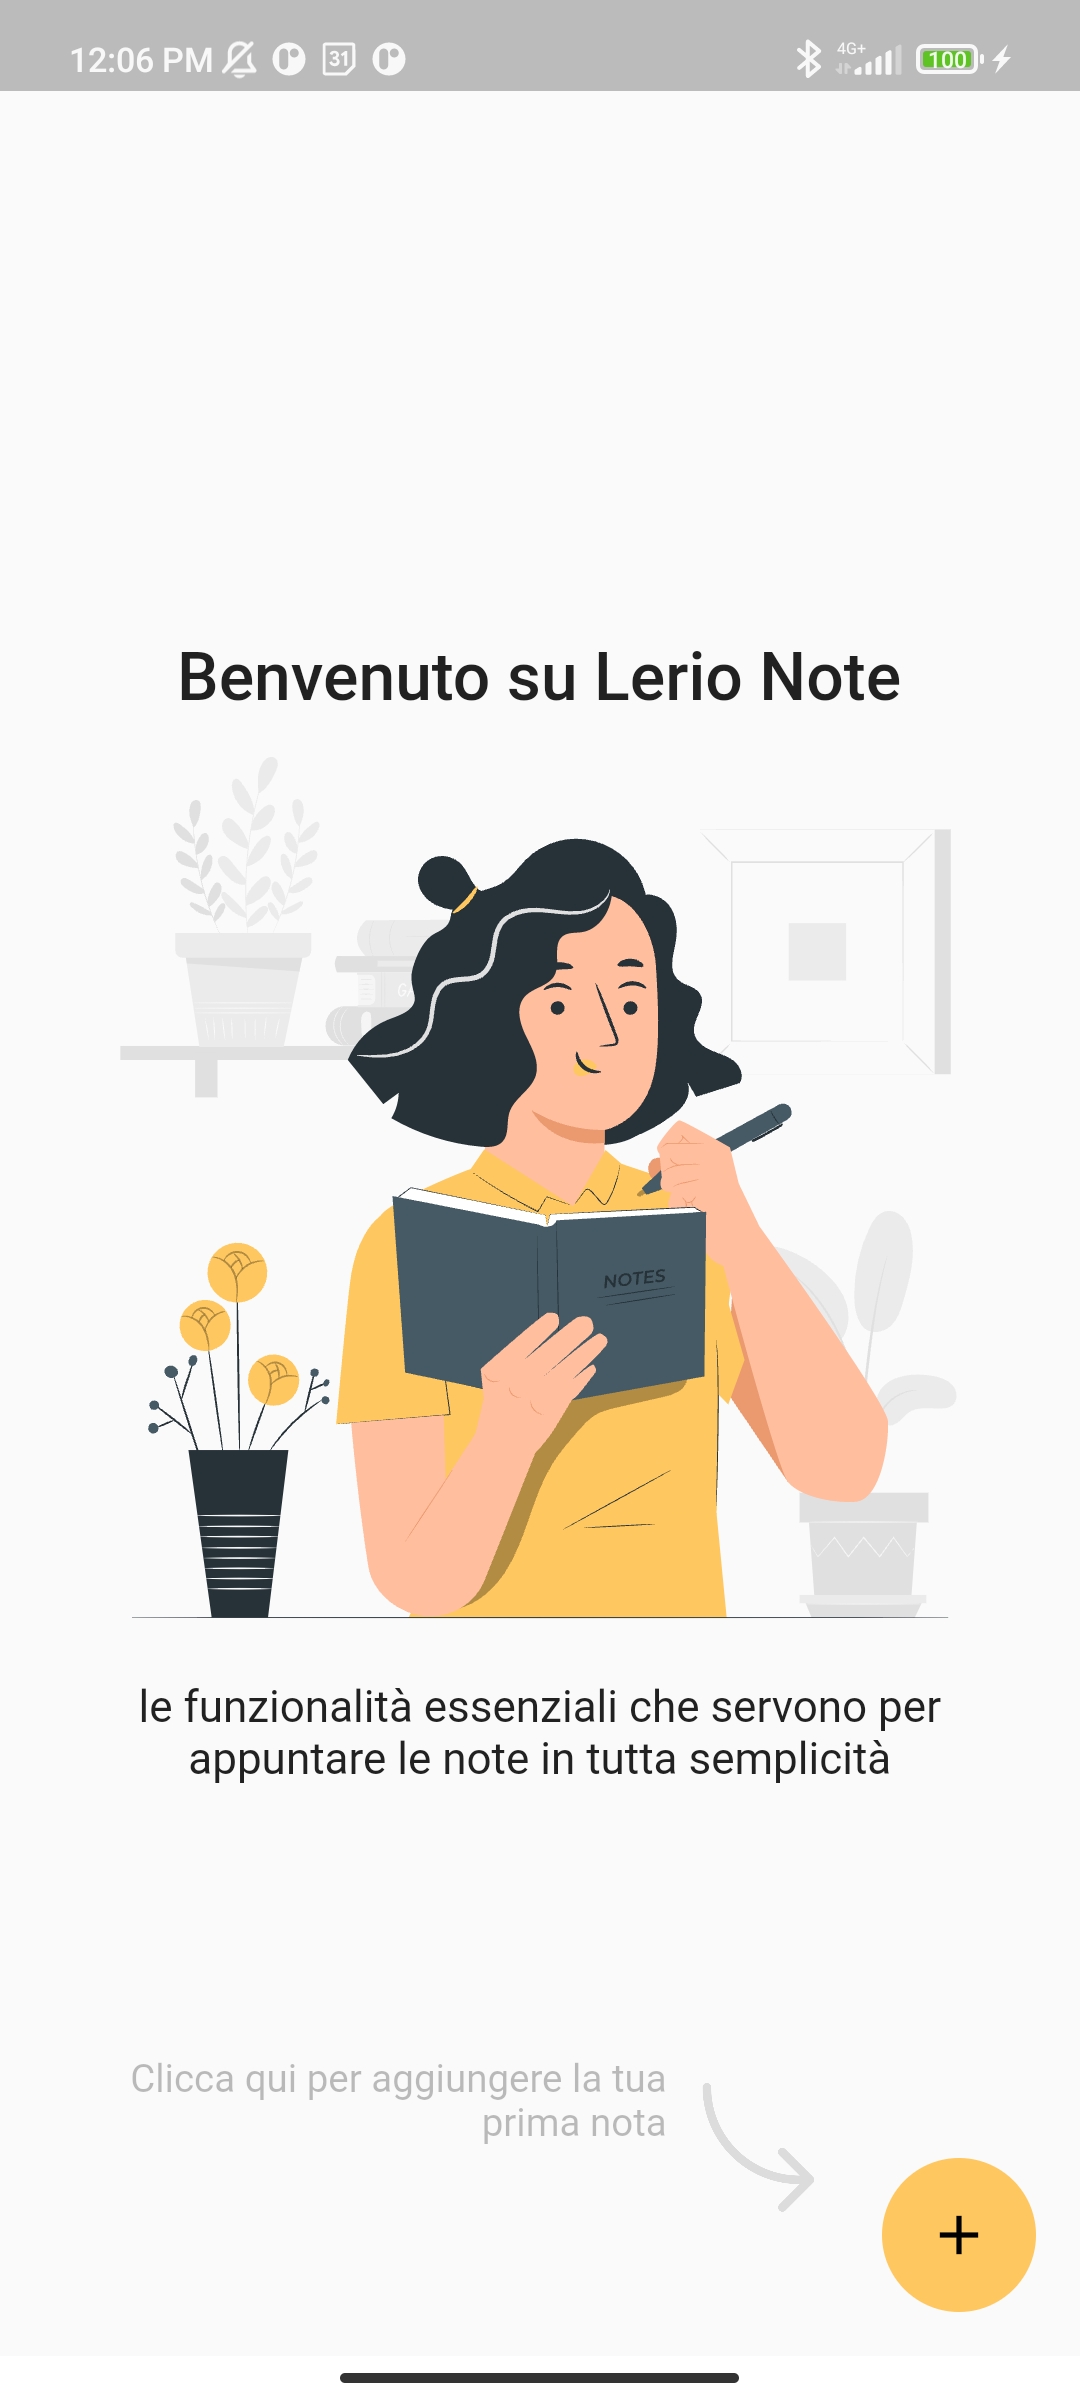 12:06 PM
31
4G+
100
Benvenuto su Lerio Note
NOTES
le funzionalità essenziali che servono per
appuntare le note in tutta semplicità
Clicca qui per aggiungere la tua
prima nota